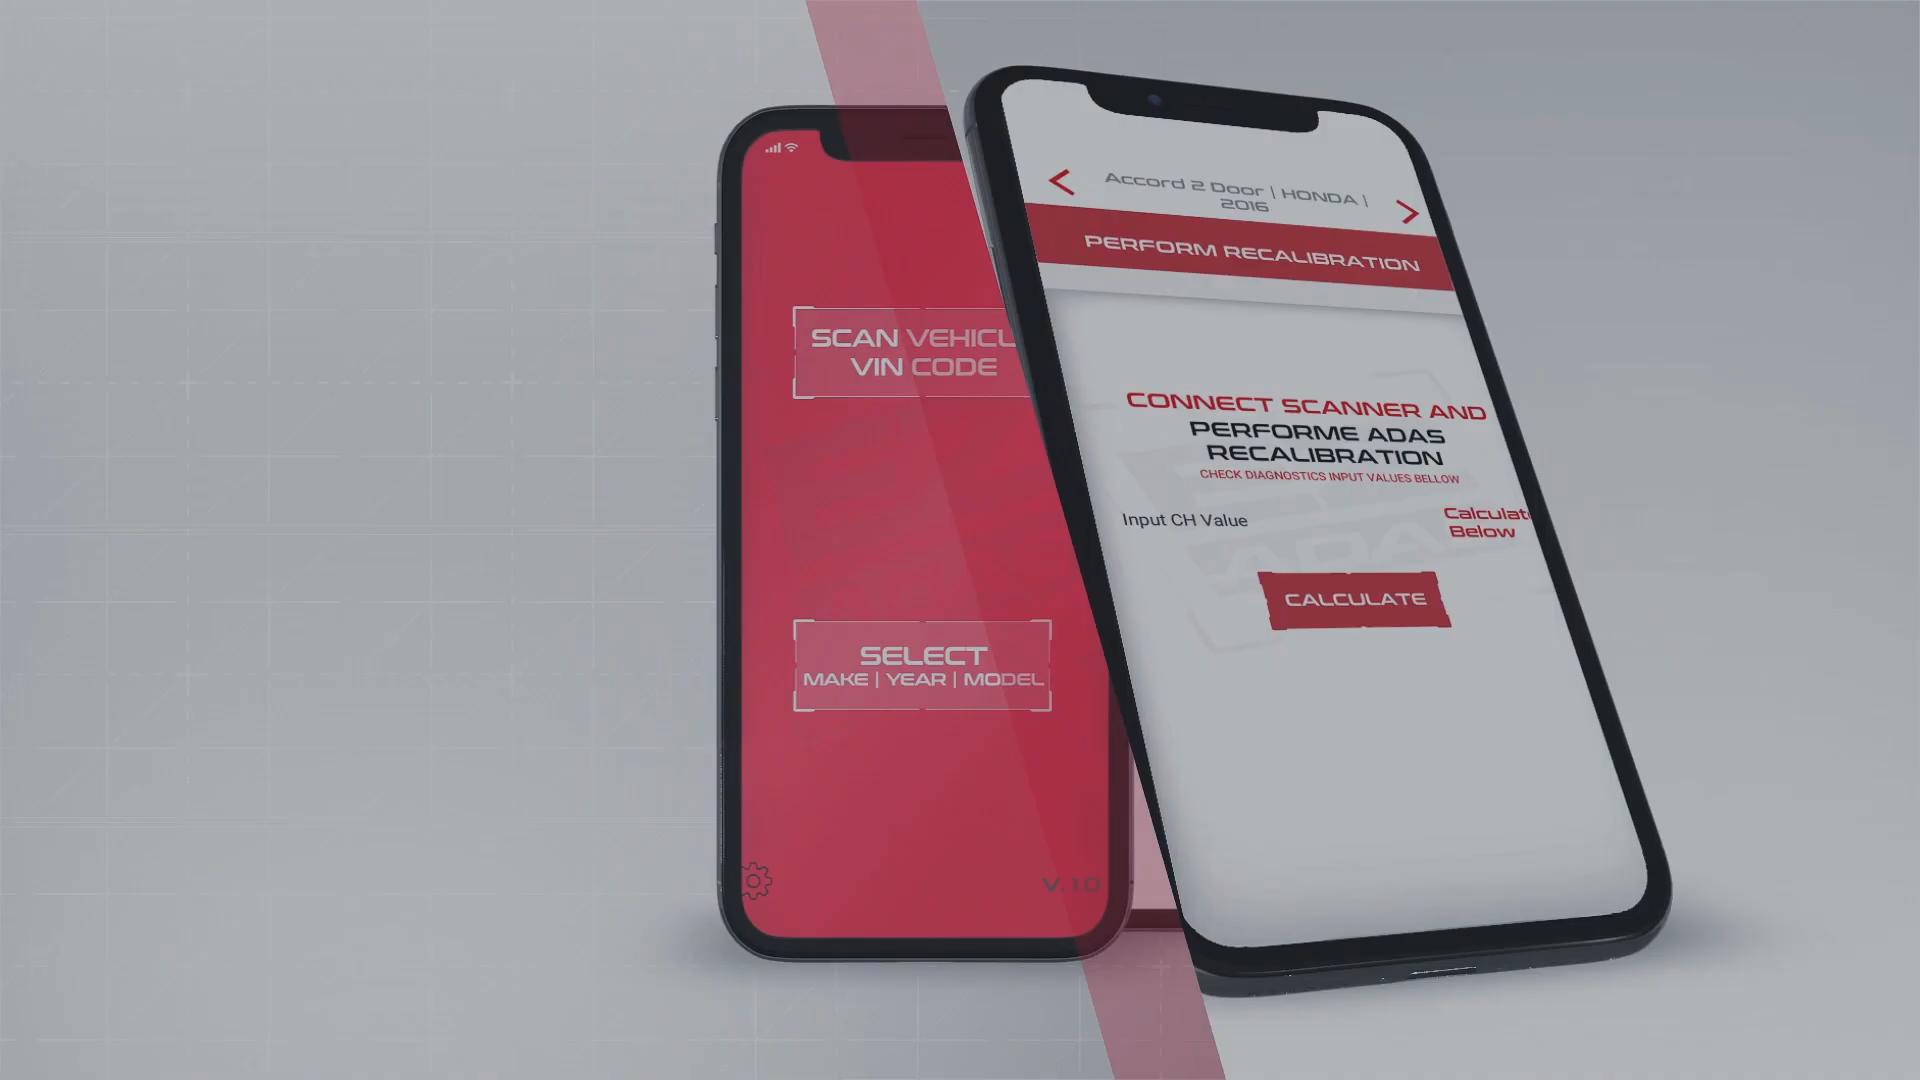 SCAN VEHICL
VIN CODE
SELECT
MAKE | YEAR | MODEL
V. 1.0
Accord 2 Door | HONDA |
2016
PERFORM RECALIBRATION
CONNECT SCANNER AND
PERFORME ADAS
RECALIBRATION
CHECK DIAGNOSTICS INPUT VALUES BELLOW
Input CH Value
Calculat
Below
ADAS
CALCULATE